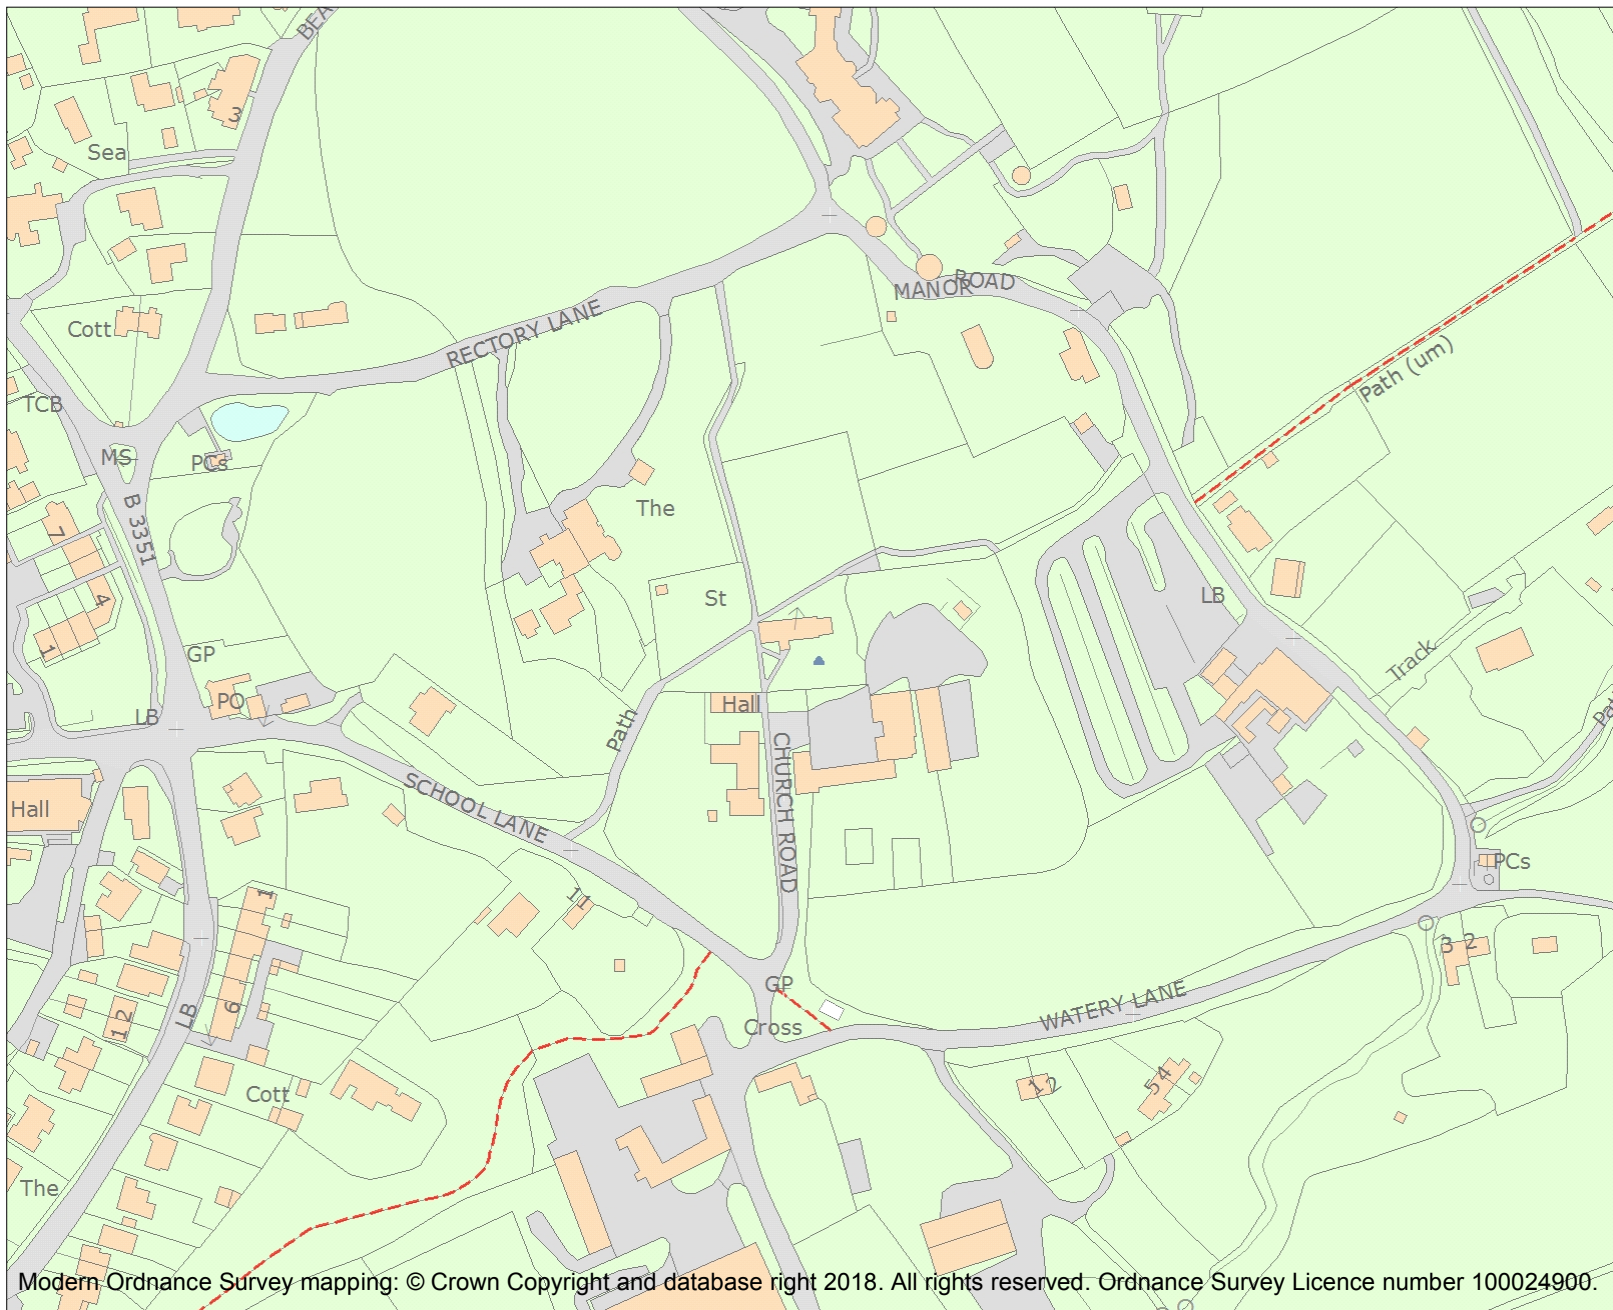 BEA
3
Sea
MANOR ROAD
Cott
RECTORY LANE
Path (um)
TCB
MS
PCs
B 3351
The
7
4
1
St
LB
GP
Track
PO
LB
Hall
Path
CHURCH ROAD
Pat
Hall
SCHOOL LANE
PCs
1
11
3 2
6
GP
LB
WATERY LANE
Cross
1 2
Cott
1 2
5 4
The
Modern Ordnance Survey mapping: © Crown Copyright and database right 2018. All rights reserved. Ordnance Survey Licence number 100024900.